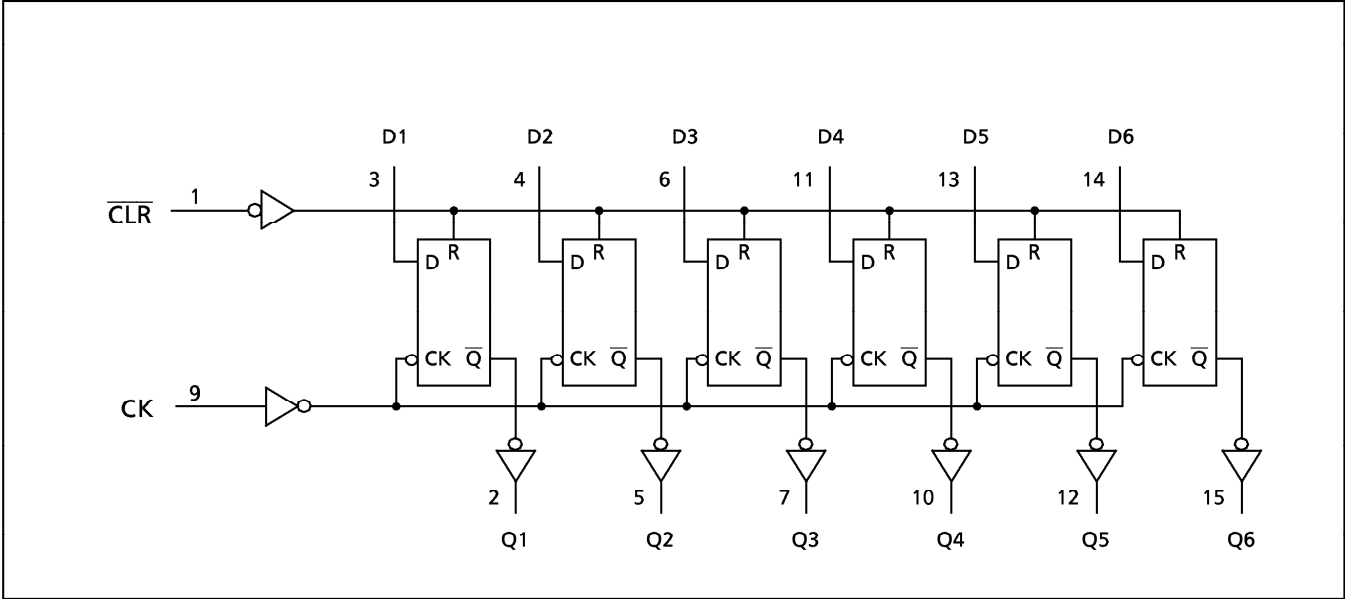 D1 D2 D3 D4 D5 D6
3 4 6 11 13 14
C̅L̅R̅ 1
R R R R R R
D D D D D D
CK Q̅ CK Q̅ CK Q̅ CK Q̅ CK Q̅ CK Q̅
CK 9
2 5 7 10 12 15
Q1 Q2 Q3 Q4 Q5 Q6